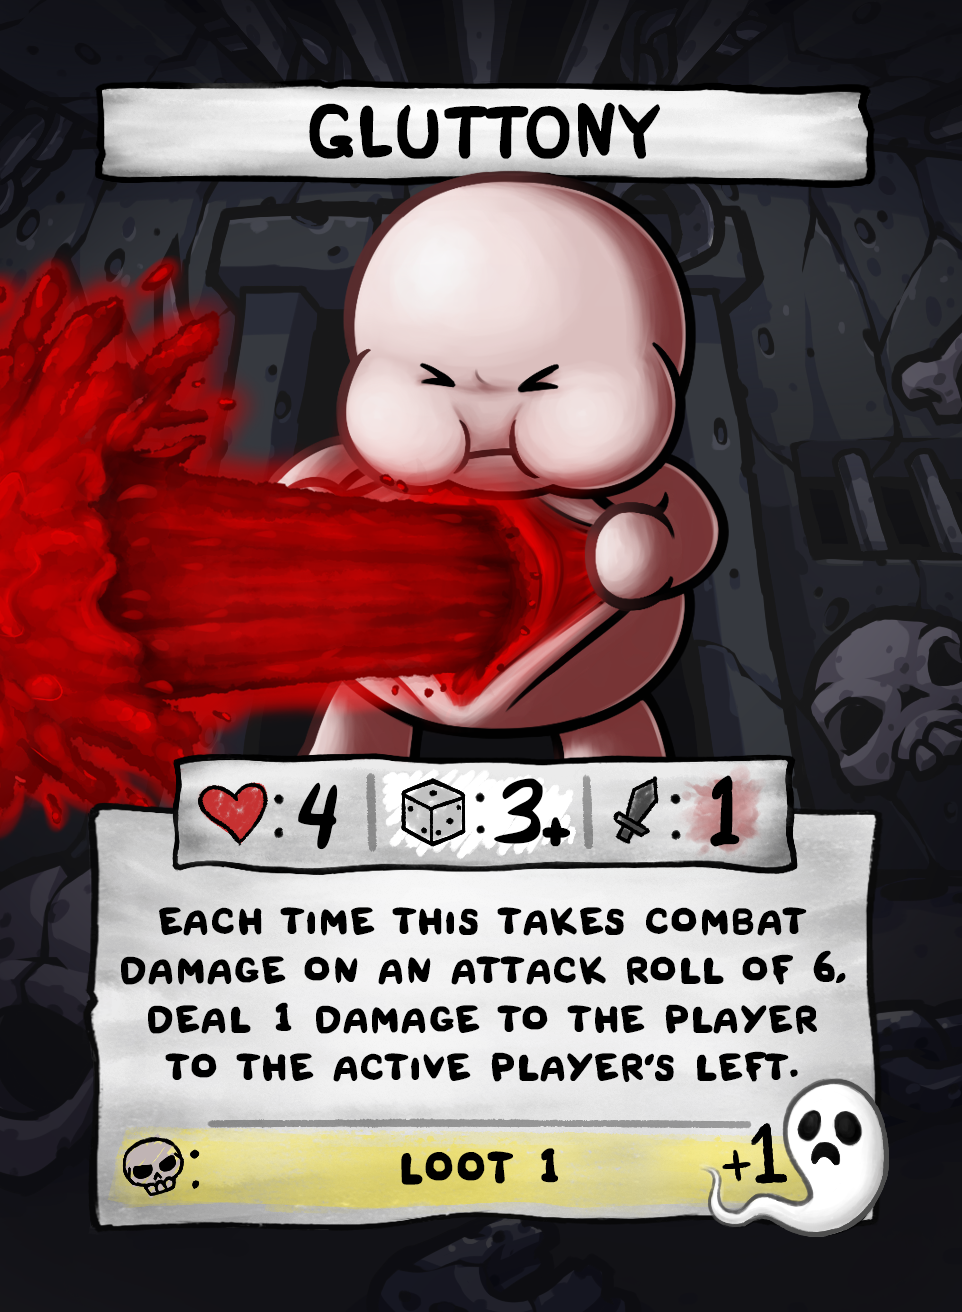 GLUTTONY
: 4 : 3+ : 1
EACH TIME THIS TAKES COMBAT
DAMAGE ON AN ATTACK ROLL OF 6,
DEAL 1 DAMAGE TO THE PLAYER
TO THE ACTIVE PLAYER'S LEFT.
: LOOT 1 +1